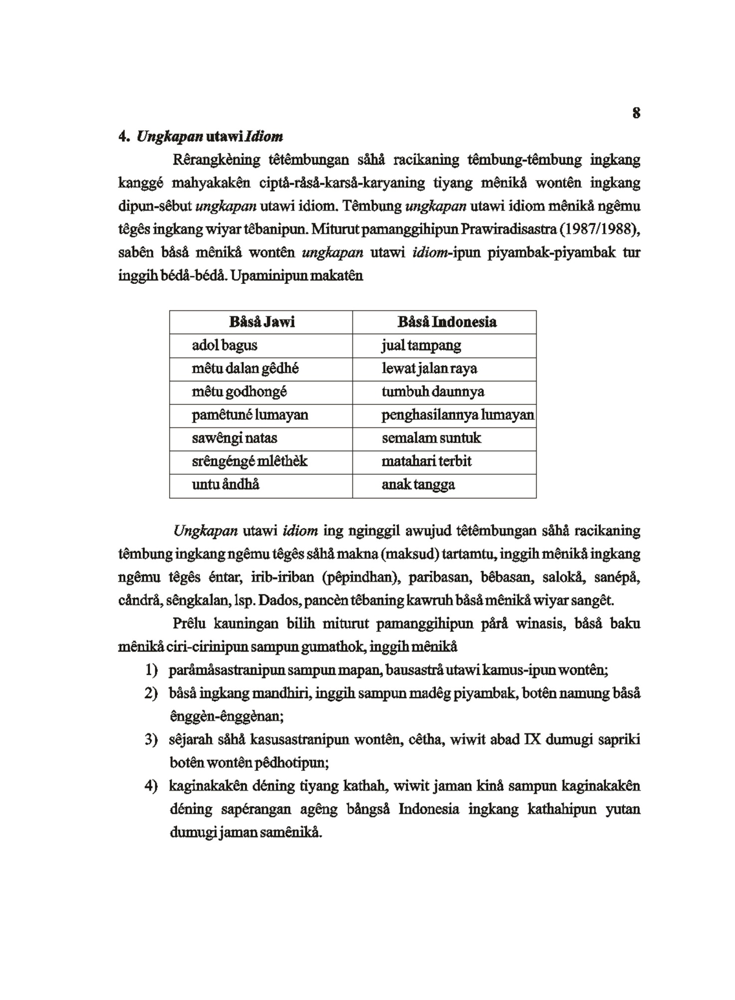 8
4. Ungkapan utawi Idiom
Rêrangkèning têtêmbungan såhå racikaning têmbung-têmbung ingkang
kanggé mahyakakên ciptå-råså-karså-karyaning tiyang mênikå wontên ingkang
dipun-sêbut ungkapan utawi idiom. Têmbung ungkapan utawi idiom mênikå ngêmu
têgês ingkang wiyar têbanipun. Miturut pamanggihipun Prawiradisastra (1987/1988),
sabên båså mênikå wontên ungkapan utawi idiom-ipun piyambak-piyambak tur
inggih bédå-bédå. Upaminipun makatên
Båså Jawi Båså Indonesia
adol bagus jual tampang
mêtu dalan gêdhé lewat jalan raya
mêtu godhongé tumbuh daunnya
pamêtuné lumayan penghasilannya lumayan
sawêngi natas semalam suntuk
srêngéngé mlêthèk matahari terbit
untu åndhå anak tangga
Ungkapan utawi idiom ing nginggil awujud têtêmbungan såhå racikaning
têmbung ingkang ngêmu têgês såhå makna (maksud) tartamtu, inggih mênikå ingkang
ngêmu têgês éntar, irib-iriban (pêpindhan), paribasan, bêbasan, salokå, sanépå,
cåndrå, sêngkalan, lsp. Dados, pancèn têbaning kawruh båså mênikå wiyar sangêt.
Prêlu kauningan bilih miturut pamanggihipun pårå winasis, båså baku
mênikå ciri-cirinipun sampun gumathok, inggih mênikå
1) paråmåsastranipun sampun mapan, bausastrå utawi kamus-ipun wontên;
2) båså ingkang mandhiri, inggih sampun madêg piyambak, botên namung båså
ênggèn-ênggènan;
3) sêjarah såhå kasusastranipun wontên, cêtha, wiwit abad IX dumugi sapriki
botên wontên pêdhotipun;
4) kaginakakên déning tiyang kathah, wiwit jaman kinå sampun kaginakakên
déning sapérangan agêng bångså Indonesia ingkang kathahipun yutan
dumugi jaman samênikå.